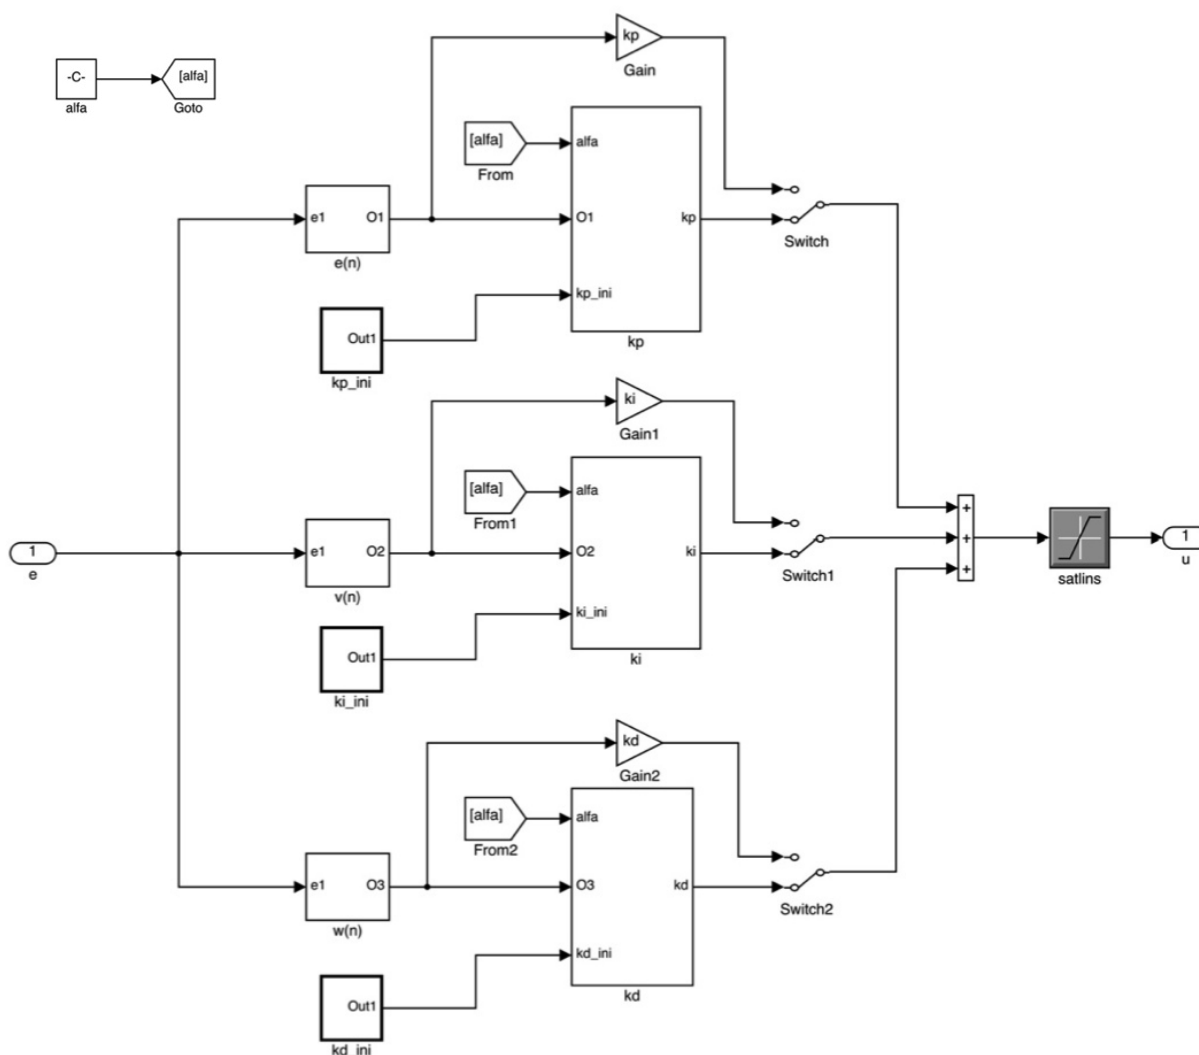 kp
Gain
-C-
alfa
[alfa]
Goto
[alfa]
From
alfa
O1
kp_ini
kp
kp
e1
O1
e(n)
Out1
kp_ini
Switch
ki
Gain1
[alfa]
From1
alfa
O2
ki_ini
ki
ki
1
e
e1
O2
v(n)
Out1
ki_ini
Switch1
+
+
+
satlins
1
u
kd
Gain2
[alfa]
From2
alfa
O3
kd_ini
kd
kd
e1
O3
w(n)
Out1
kd_ini
Switch2